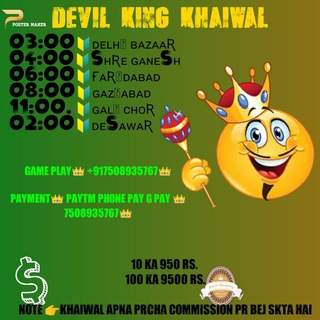 POSTER MAKER
DEVIL KING KHAIWAL
03:00 DELHI BAZAAR
04:00 SHRE GANESH
06:00 FARIDABAD
08:00 GAZIABAD
11:00. GALI CHOR
02:00 DESAWAR
GAME PLAY👑 +917508935767👑
PAYMENT👑 PAYTM PHONE PAY G PAY 👑
7508935767👑
10 KA 950 RS.
100 KA 9500 RS.
NOTE 👉KHAIWAL APNA PRCHA COMMISSION PR BEJ SKTA HAI